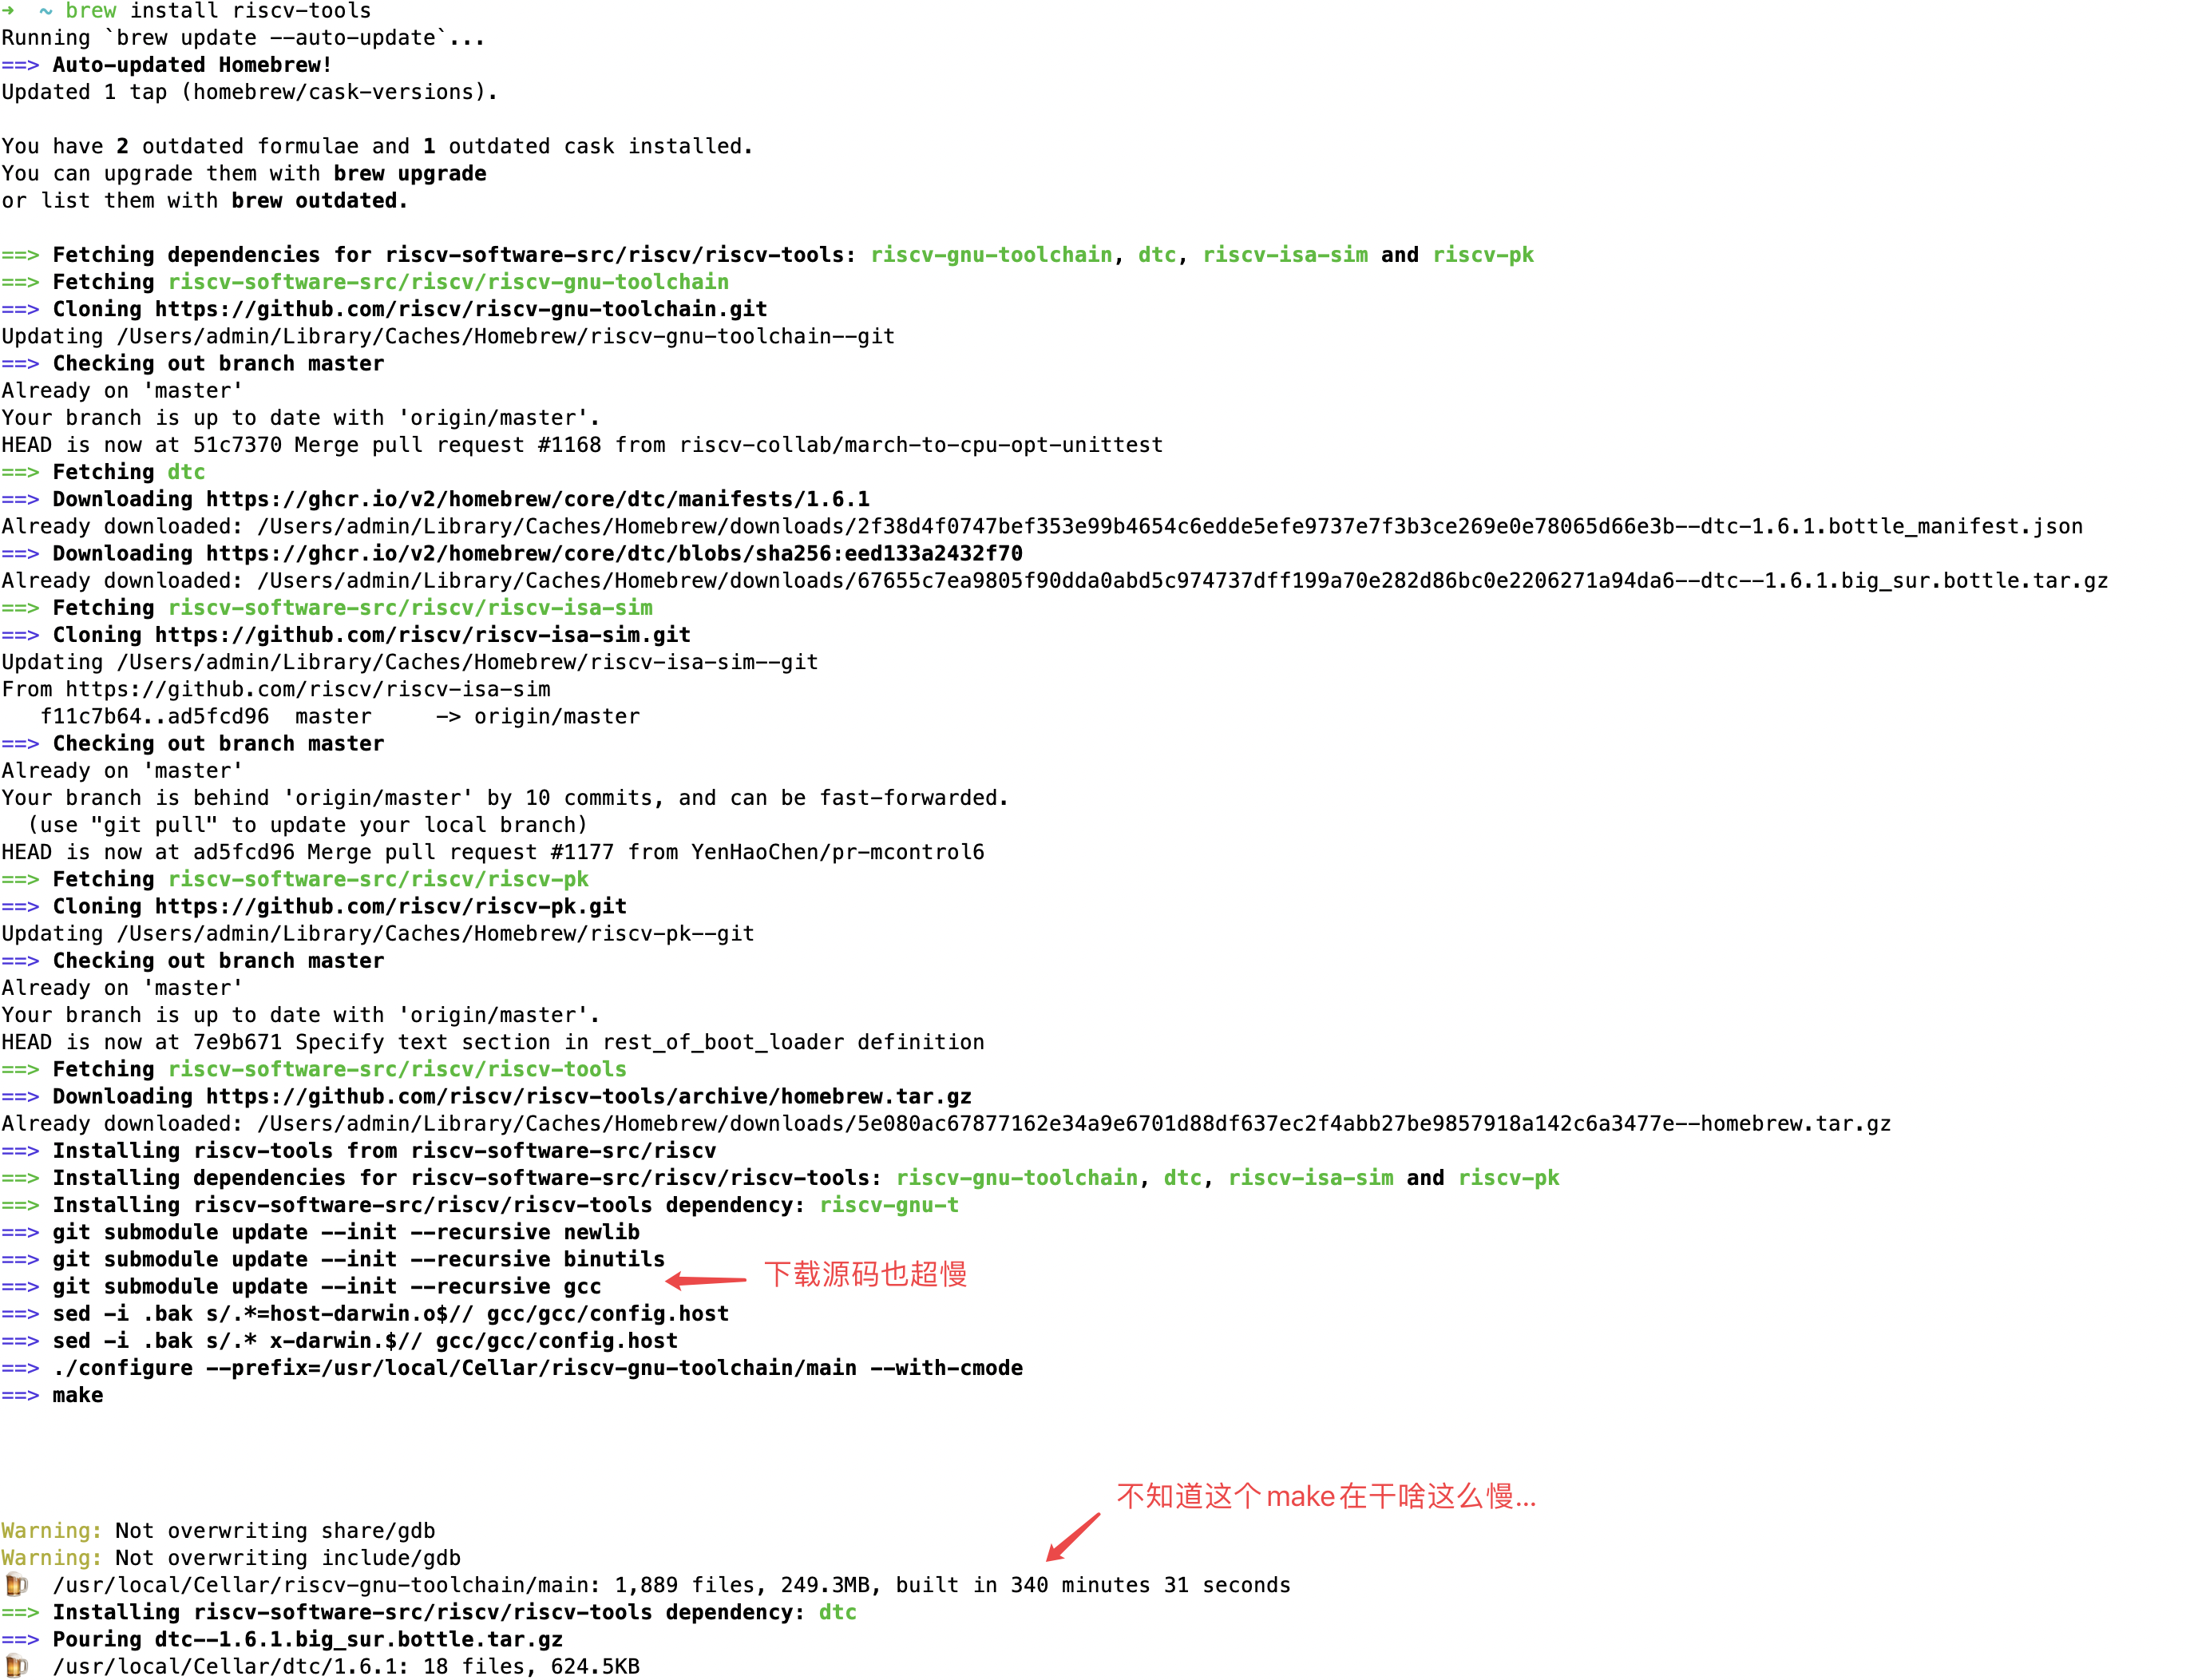 ➜  ~ brew install riscv-tools
Running `brew update --auto-update`...
==> Auto-updated Homebrew!
Updated 1 tap (homebrew/cask-versions).
You have 2 outdated formulae and 1 outdated cask installed.
You can upgrade them with brew upgrade
or list them with brew outdated.
==> Fetching dependencies for riscv-software-src/riscv/riscv-tools: riscv-gnu-toolchain, dtc, riscv-isa-sim and riscv-pk
==> Fetching riscv-software-src/riscv/riscv-gnu-toolchain
==> Cloning https://github.com/riscv/riscv-gnu-toolchain.git
Updating /Users/admin/Library/Caches/Homebrew/riscv-gnu-toolchain--git
==> Checking out branch master
Already on 'master'
Your branch is up to date with 'origin/master'.
HEAD is now at 51c7370 Merge pull request #1168 from riscv-collab/march-to-cpu-opt-unittest
==> Fetching dtc
==> Downloading https://ghcr.io/v2/homebrew/core/dtc/manifests/1.6.1
Already downloaded: /Users/admin/Library/Caches/Homebrew/downloads/2f38d4f0747bef353e99b4654c6edde5efe9737e7f3b3ce269e0e78065d66e3b--dtc-1.6.1.bottle_manifest.json
==> Downloading https://ghcr.io/v2/homebrew/core/dtc/blobs/sha256:eed133a2432f70
Already downloaded: /Users/admin/Library/Caches/Homebrew/downloads/67655c7ea9805f90dda0abd5c974737dff199a70e282d86bc0e2206271a94da6--dtc--1.6.1.big_sur.bottle.tar.gz
==> Fetching riscv-software-src/riscv/riscv-isa-sim
==> Cloning https://github.com/riscv/riscv-isa-sim.git
Updating /Users/admin/Library/Caches/Homebrew/riscv-isa-sim--git
From https://github.com/riscv/riscv-isa-sim
   f11c7b64..ad5fcd96  master     -> origin/master
==> Checking out branch master
Already on 'master'
Your branch is behind 'origin/master' by 10 commits, and can be fast-forwarded.
  (use "git pull" to update your local branch)
HEAD is now at ad5fcd96 Merge pull request #1177 from YenHaoChen/pr-mcontrol6
==> Fetching riscv-software-src/riscv/riscv-pk
==> Cloning https://github.com/riscv/riscv-pk.git
Updating /Users/admin/Library/Caches/Homebrew/riscv-pk--git
==> Checking out branch master
Already on 'master'
Your branch is up to date with 'origin/master'.
HEAD is now at 7e9b671 Specify text section in rest_of_boot_loader definition
==> Fetching riscv-software-src/riscv/riscv-tools
==> Downloading https://github.com/riscv/riscv-tools/archive/homebrew.tar.gz
Already downloaded: /Users/admin/Library/Caches/Homebrew/downloads/5e080ac67877162e34a9e6701d88df637ec2f4abb27be9857918a142c6a3477e--homebrew.tar.gz
==> Installing riscv-tools from riscv-software-src/riscv
==> Installing dependencies for riscv-software-src/riscv/riscv-tools: riscv-gnu-toolchain, dtc, riscv-isa-sim and riscv-pk
==> Installing riscv-software-src/riscv/riscv-tools dependency: riscv-gnu-t
==> git submodule update --init --recursive newlib
==> git submodule update --init --recursive binutils
下载源码也超慢
==> git submodule update --init --recursive gcc
==> sed -i .bak s/.*=host-darwin.o$// gcc/gcc/config.host
==> sed -i .bak s/.* x-darwin.$// gcc/gcc/config.host
==> ./configure --prefix=/usr/local/Cellar/riscv-gnu-toolchain/main --with-cmode
==> make
不知道这个make在干啥这么慢...
Warning: Not overwriting share/gdb
Warning: Not overwriting include/gdb
🍺  /usr/local/Cellar/riscv-gnu-toolchain/main: 1,889 files, 249.3MB, built in 340 minutes 31 seconds
==> Installing riscv-software-src/riscv/riscv-tools dependency: dtc
==> Pouring dtc--1.6.1.big_sur.bottle.tar.gz
🍺  /usr/local/Cellar/dtc/1.6.1: 18 files, 624.5KB